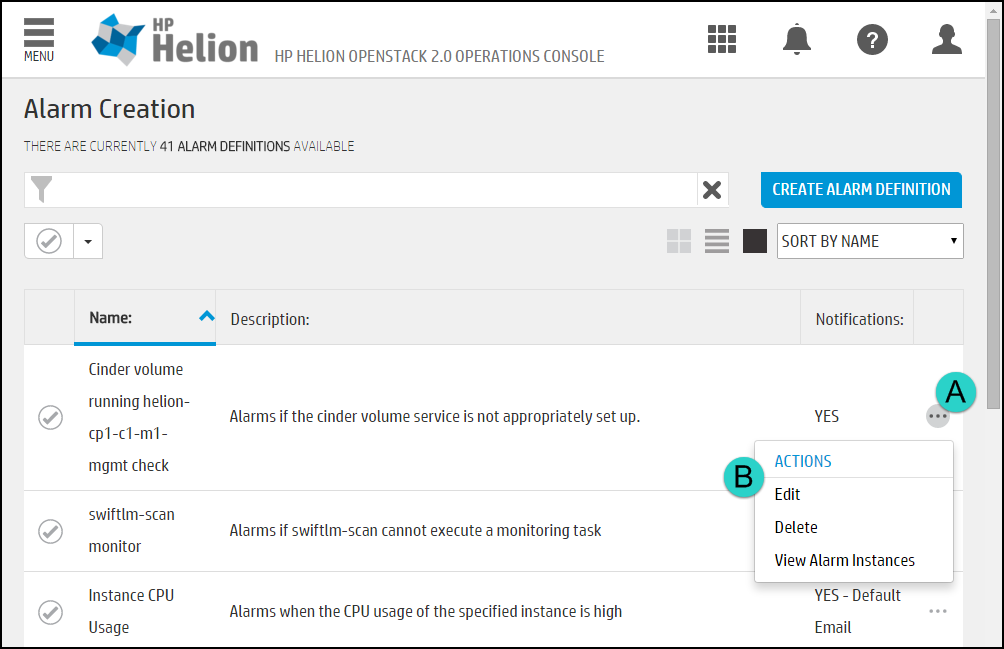 MENU
HP
Helion
HP HELION OPENSTACK 2.0 OPERATIONS CONSOLE
?
Alarm Creation
THERE ARE CURRENTLY 41 ALARM DEFINITIONS AVAILABLE
CREATE ALARM DEFINITION
SORT BY NAME
Name:
Description:
Notifications:
Cinder volume
running helion-
cp1-c1-m1-
mgmt check
Alarms if the cinder volume service is not appropriately set up.
YES
A
B
ACTIONS
Edit
Delete
View Alarm Instances
swiftlm-scan
monitor
Alarms if swiftlm-scan cannot execute a monitoring task
Instance CPU
Usage
Alarms when the CPU usage of the specified instance is high
YES - Default
Email